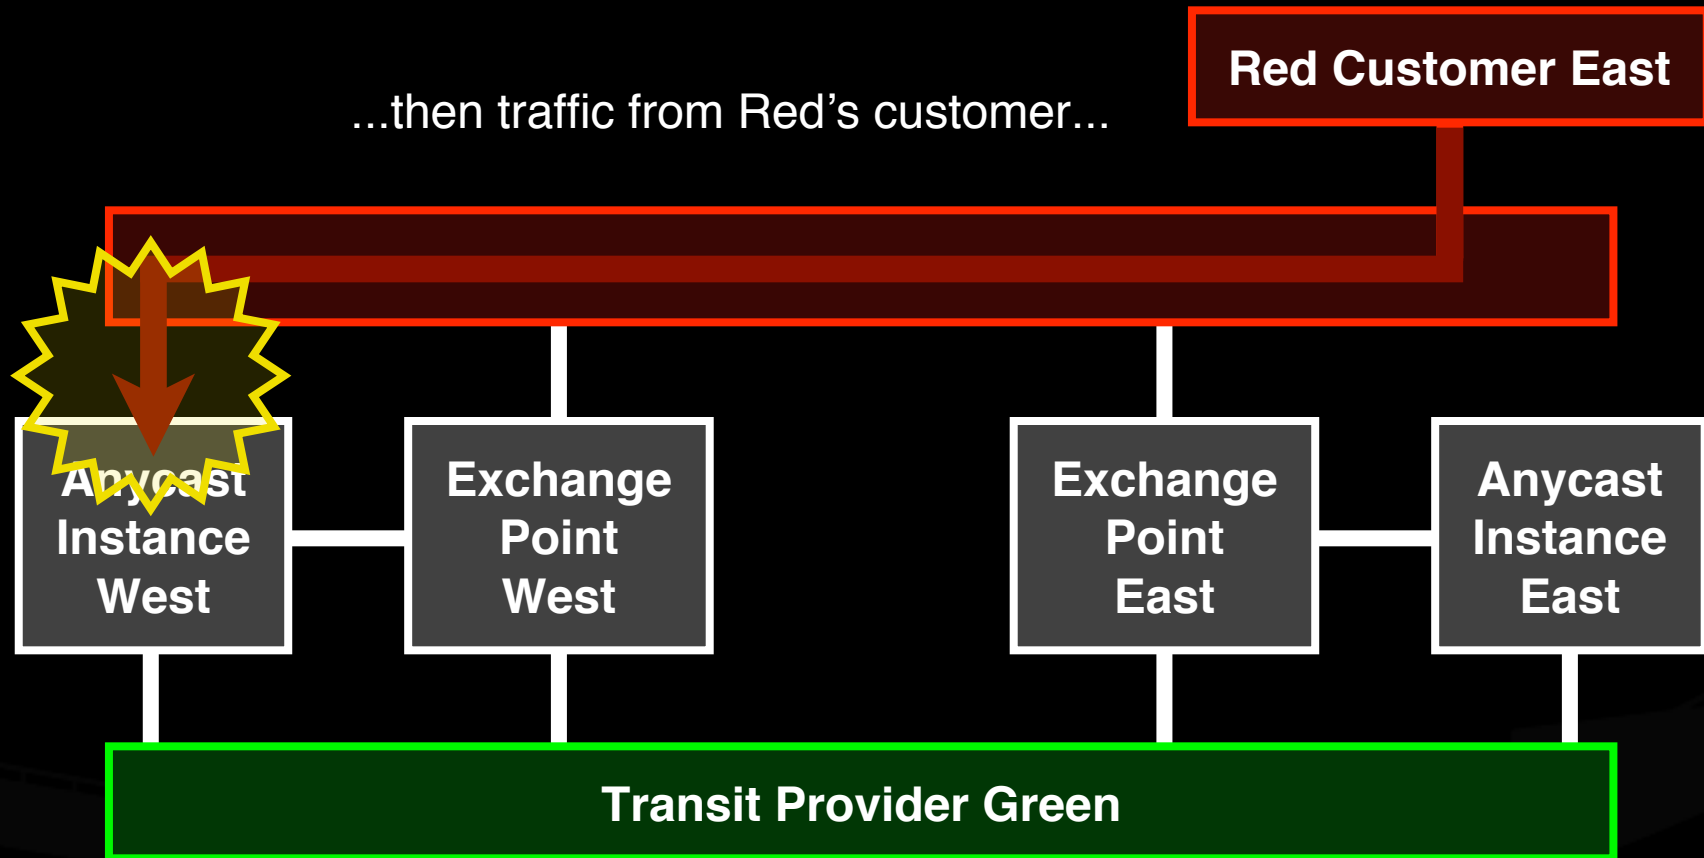 Red Customer East
...then traffic from Red's customer...
Anycast
Instance
West
Exchange
Point
West
Exchange
Point
East
Anycast
Instance
East
Transit Provider Green